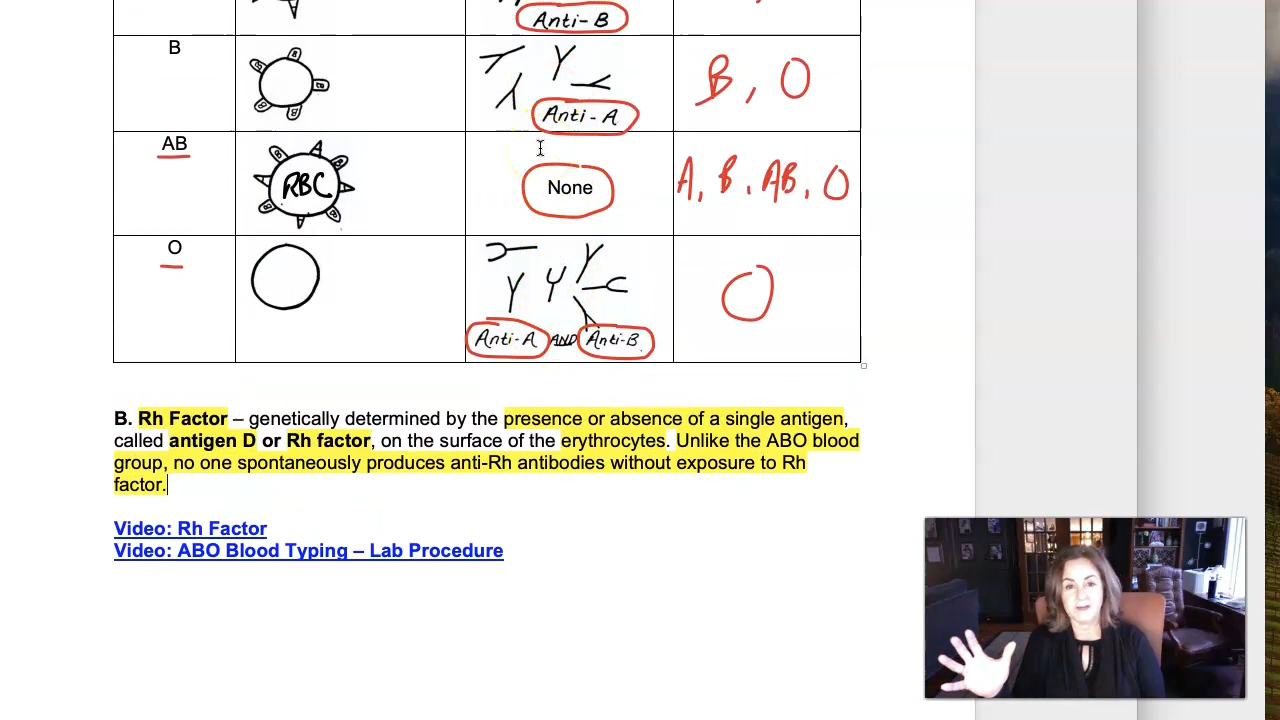 Anti-B
B
Anti-A
B, O
AB
RBC
None
A, B, AB, O
O
Anti-A AND Anti-B
O
B. Rh Factor – genetically determined by the presence or absence of a single antigen,
called antigen D or Rh factor, on the surface of the erythrocytes. Unlike the ABO blood
group, no one spontaneously produces anti-Rh antibodies without exposure to Rh
factor.
Video: Rh Factor
Video: ABO Blood Typing – Lab Procedure